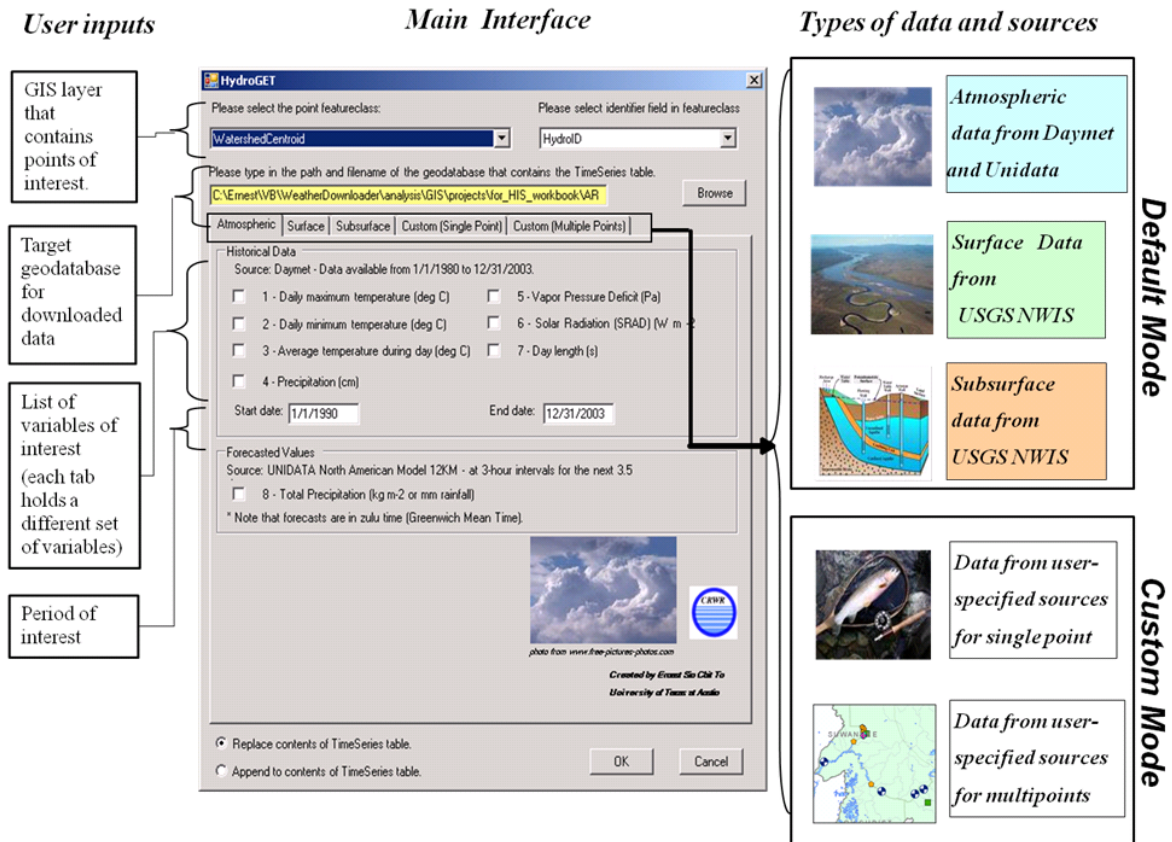 User inputs
Main Interface
Types of data and sources
GIS layer
that
contains
points of
interest.
Target
geodatabase
for
downloaded
data
List of
variables of
interest
(each tab
holds a
different set
of variables)
Period of
interest
HydroGET
Please select the point featureclass:
Please select identifier field in featureclass
WatershedCentroid
HydroID
Please type in the path and filename of the geodatabase that contains the TimeSeries table.
C:\Ernest\VB\WeatherDownloader\analysis\GIS\projects\for_HIS_workbook\AR
Browse
Atmospheric
Surface
Subsurface
Custom (Single Point)
Custom (Multiple Points)
Historical Data
Source: Daymet - Data available from 1/1/1980 to 12/31/2003.
1 - Daily maximum temperature (deg C)
2 - Daily minimum temperature (deg C)
3 - Average temperature during day (deg C)
4 - Precipitation (cm)
5 - Vapor Pressure Deficit (Pa)
6 - Solar Radiation (SRAD) (W m -2
7 - Day length (s)
Start date: 1/1/1990
End date: 12/31/2003
Forecasted Values
Source: UNIDATA North American Model 12KM - at 3-hour intervals for the next 3.5
8 - Total Precipitation (kg m-2 or mm rainfall)
* Note that forecasts are in zulu time (Greenwich Mean Time).
CRWR
photo from www.free-pictures-photos.com
Created by Ernest Sin Chit To
University of Texas at Austin
Replace contents of TimeSeries table.
Append to contents of TimeSeries table.
OK
Cancel
Atmospheric
data from Daymet
and Unidata
Surface Data
from
USGS NWIS
Subsurface
data from
USGS NWIS
Default Mode
Data from user-
specified sources
for single point
SUWANNEE
Data from user-
specified sources
for multipoints
Custom Mode